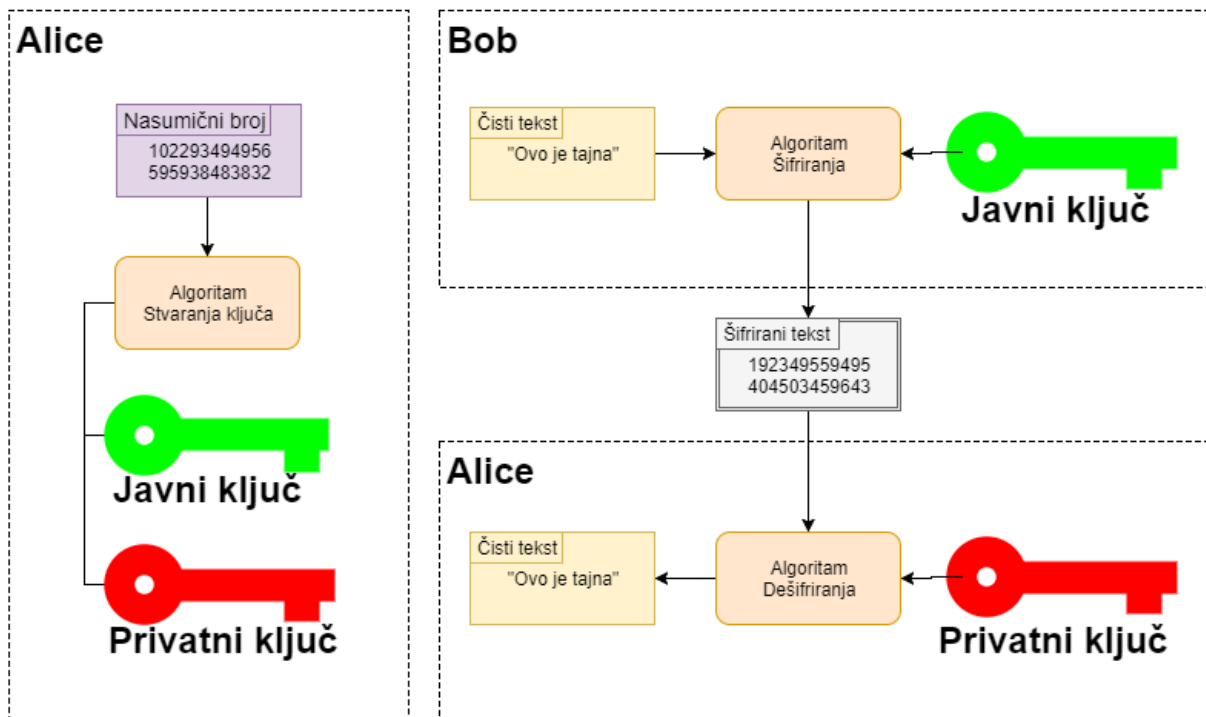 Alice
Nasumični broj
102293494956
595938483832
Algoritam
Stvaranja ključa
Javni ključ
Privatni ključ
Bob
Čisti tekst
"Ovo je tajna"
Algoritam
Šifriranja
Javni ključ
Šifrirani tekst
192349559495
404503459643
Alice
Čisti tekst
"Ovo je tajna"
Algoritam
Dešifriranja
Privatni ključ